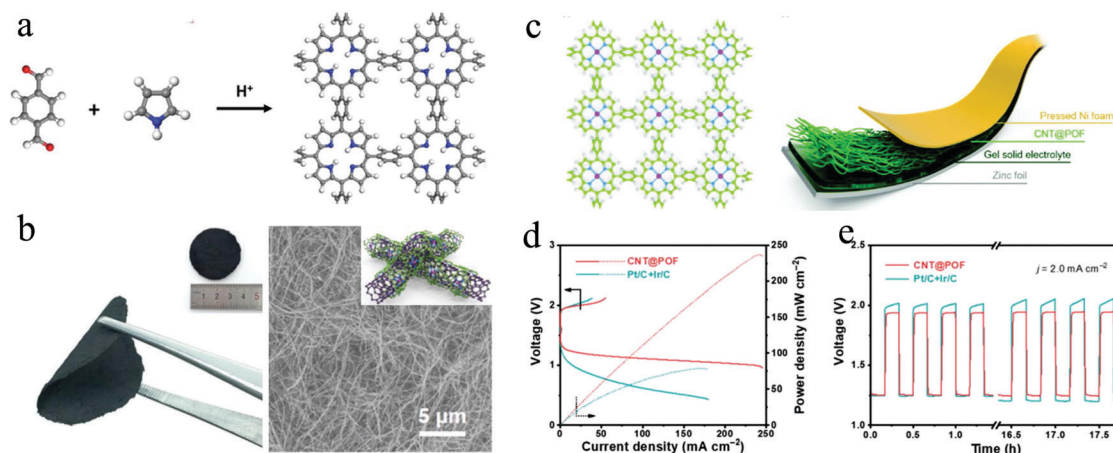 a
+
H⁺
b
1 2 3 4 5
5 μm
c
Pressed Ni foam
CNT@POF
Gel solid electrolyte
Zinc foil
d
CNT@POF
Pt/C+Ir/C
Voltage (V)
3
2
1
0
Power density (mW cm⁻²)
250
200
150
100
50
0
0 50 100 150 200 250
Current density (mA cm⁻²)
e
CNT@POF
Pt/C+Ir/C
j = 2.0 mA cm⁻²
Voltage (V)
2.5
2.0
1.5
1.0
0.0 0.5 1.0 16.5 17.0 17.5
Time (h)